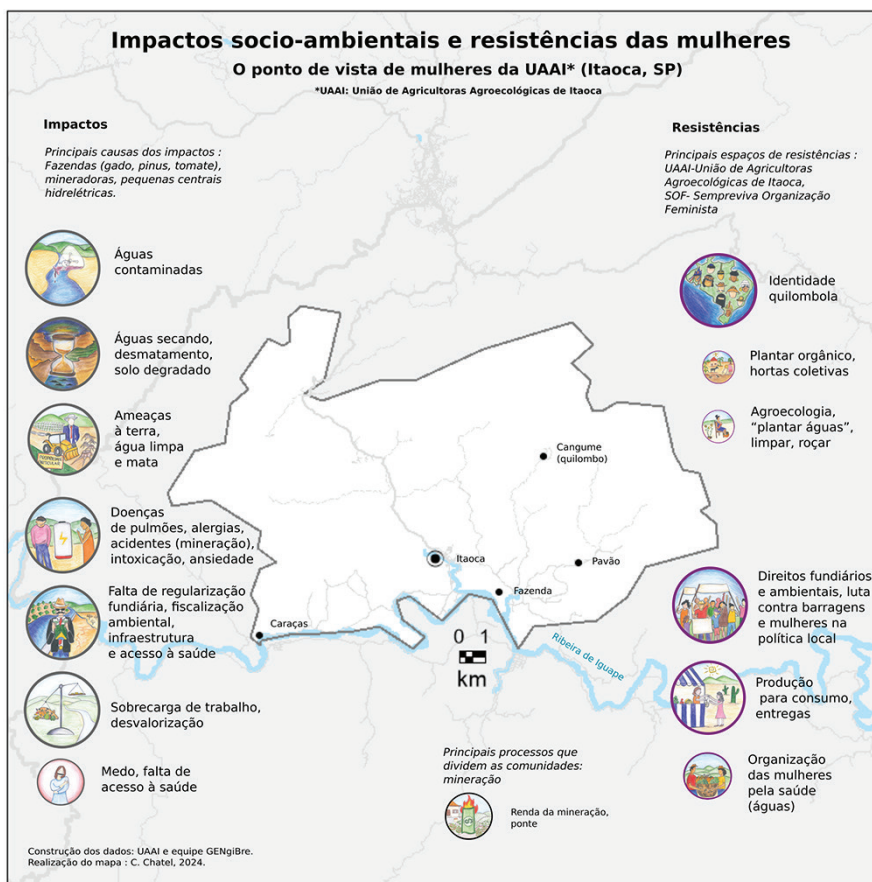 Impactos socio-ambientais e resistências das mulheres
O ponto de vista de mulheres da UAAI* (Itaoca, SP)
*UAAI: União de Agricultoras Agroecológicas de Itaoca
Impactos
Principais causas dos impactos :
Fazendas (gado, pinus, tomate),
mineradoras, pequenas centrais
hidrelétricas.
Águas
contaminadas
Águas secando,
desmatamento,
solo degradado
Ameaças
à terra,
água limpa
e mata
Doenças
de pulmões, alergias,
acidentes (mineração),
intoxicação, ansiedade
Falta de regularização
fundiária, fiscalização
ambiental,
infraestrutura
e acesso à saúde
Sobrecarga de trabalho,
desvalorização
Medo, falta de
acesso à saúde
Construção dos dados: UAAI e equipe GENgiBre.
Realização do mapa : C. Chatel, 2024.
Cangume
(quilombo)
Itaoca
Pavão
Fazenda
Caraças
0 1
km
Ribeira de Iguape
Principais processos que
dividem as comunidades:
mineração
Renda da mineração,
ponte
Resistências
Principais espaços de resistências :
UAAI-União de Agricultoras
Agroecológicas de Itaoca,
SOF- Sempreviva Organização
Feminista
Identidade
quilombola
Plantar orgânico,
hortas coletivas
Agroecologia,
“plantar águas”,
limpar, roçar
Direitos fundiários
e ambientais, luta
contra barragens
e mulheres na
política local
Produção
para consumo,
entregas
Organização
das mulheres
pela saúde
(águas)